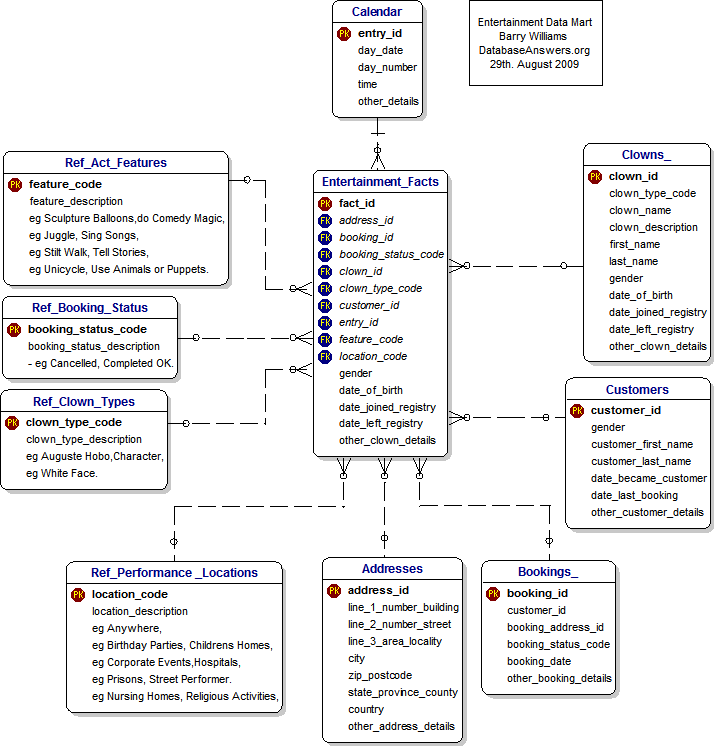 Calendar
PK entry_id
day_date
day_number
time
other_details
Entertainment Data Mart
Barry Williams
DatabaseAnswers.org
29th. August 2009
Ref_Act_Features
PK feature_code
feature_description
eg Sculpture Balloons,do Comedy Magic,
eg Juggle, Sing Songs,
eg Stilt Walk, Tell Stories,
eg Unicycle, Use Animals or Puppets.
Ref_Booking_Status
PK booking_status_code
booking_status_description
- eg Cancelled, Completed OK.
Ref_Clown_Types
PK clown_type_code
clown_type_description
eg Auguste Hobo,Character,
eg White Face.
Entertainment_Facts
PK fact_id
FK address_id
FK booking_id
FK booking_status_code
FK clown_id
FK clown_type_code
FK customer_id
FK entry_id
FK feature_code
FK location_code
gender
date_of_birth
date_joined_registry
date_left_registry
other_clown_details
Clowns_
PK clown_id
clown_type_code
clown_name
clown_description
first_name
last_name
gender
date_of_birth
date_joined_registry
date_left_registry
other_clown_details
Customers
PK customer_id
gender
customer_first_name
customer_last_name
date_became_customer
date_last_booking
other_customer_details
Ref_Performance _Locations
PK location_code
location_description
eg Anywhere,
eg Birthday Parties, Childrens Homes,
eg Corporate Events,Hospitals,
eg Prisons, Street Performer.
eg Nursing Homes, Religious Activities,
Addresses
PK address_id
line_1_number_building
line_2_number_street
line_3_area_locality
city
zip_postcode
state_province_county
country
other_address_details
Bookings_
PK booking_id
customer_id
booking_address_id
booking_status_code
booking_date
other_booking_details